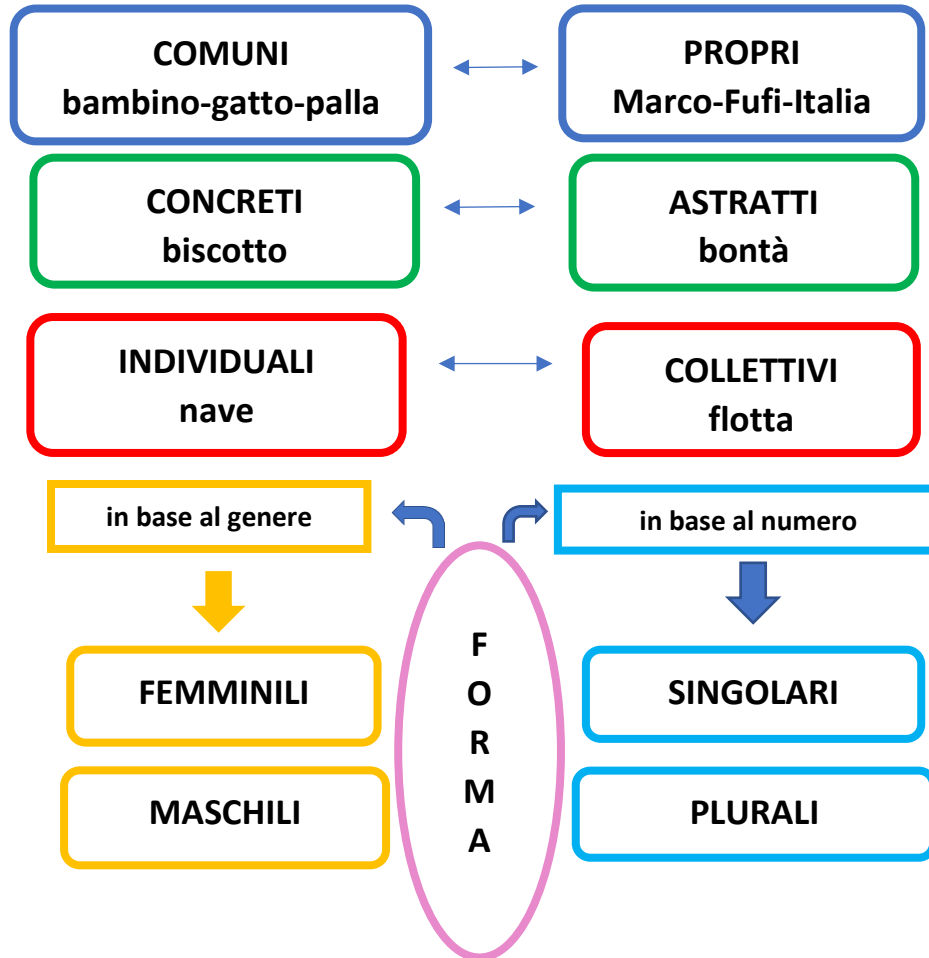 COMUNI
bambino-gatto-palla
PROPRI
Marco-Fufi-Italia
CONCRETI
biscotto
ASTRATTI
bontà
INDIVIDUALI
nave
COLLETTIVI
flotta
in base al genere
in base al numero
F
O
R
M
A
FEMMINILI
SINGOLARI
MASCHILI
PLURALI